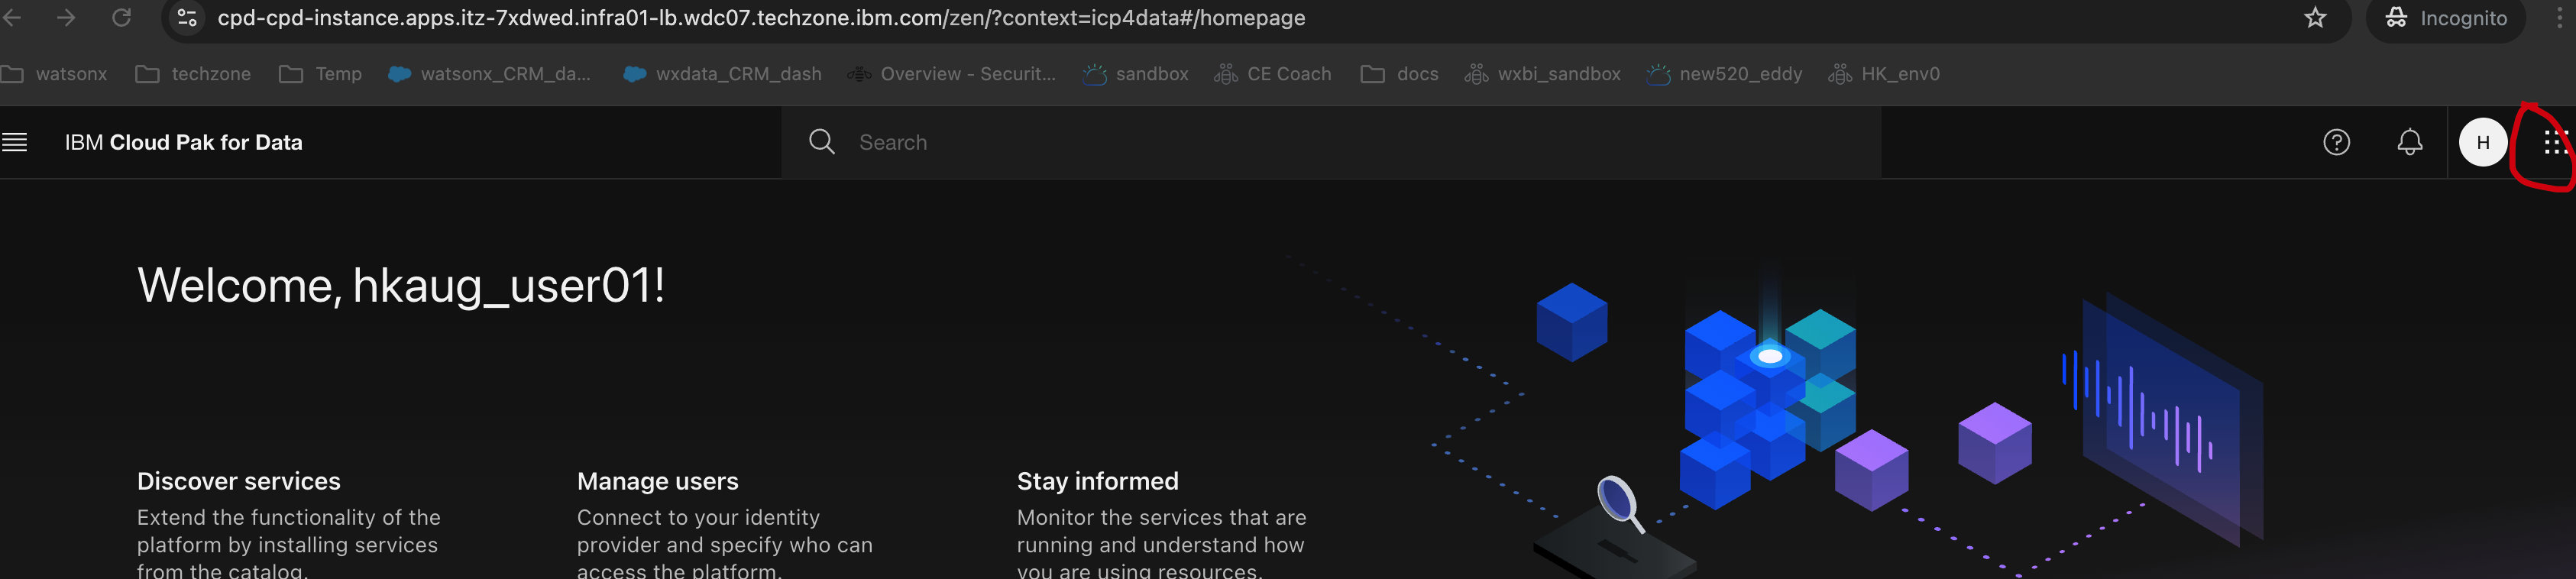 cpd-cpd-instance.apps.itz-7xdwed.infra01-lb.wdc07.techzone.ibm.com/zen/?context=icp4data#/homepage
Incognito
watsonx
techzone
Temp
watsonx_CRM_da...
wxdata_CRM_dash
Overview - Securit...
sandbox
CE Coach
docs
wxbi_sandbox
new520_eddy
HK_env0
IBM Cloud Pak for Data
Search
H
Welcome, hkaug_user01!
Discover services
Extend the functionality of the
platform by installing services
from the catalog.
Manage users
Connect to your identity
provider and specify who can
access the platform.
Stay informed
Monitor the services that are
running and understand how
you are using resources.